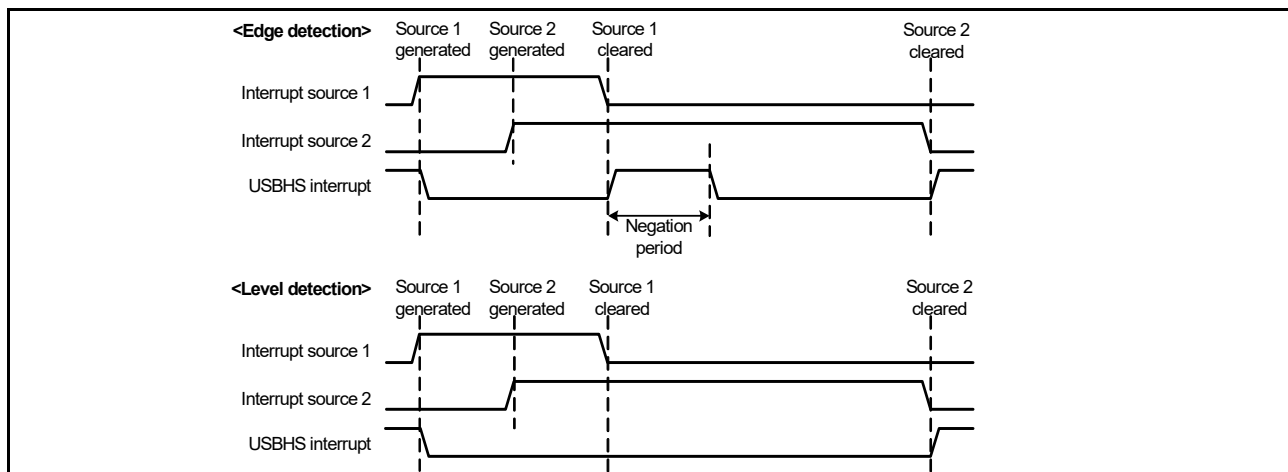 <Edge detection> Source 1 Source 2 Source 1 Source 2
generated generated cleared cleared
Interrupt source 1
Interrupt source 2
USBHS interrupt
Negation
period
<Level detection> Source 1 Source 2 Source 1 Source 2
generated generated cleared cleared
Interrupt source 1
Interrupt source 2
USBHS interrupt